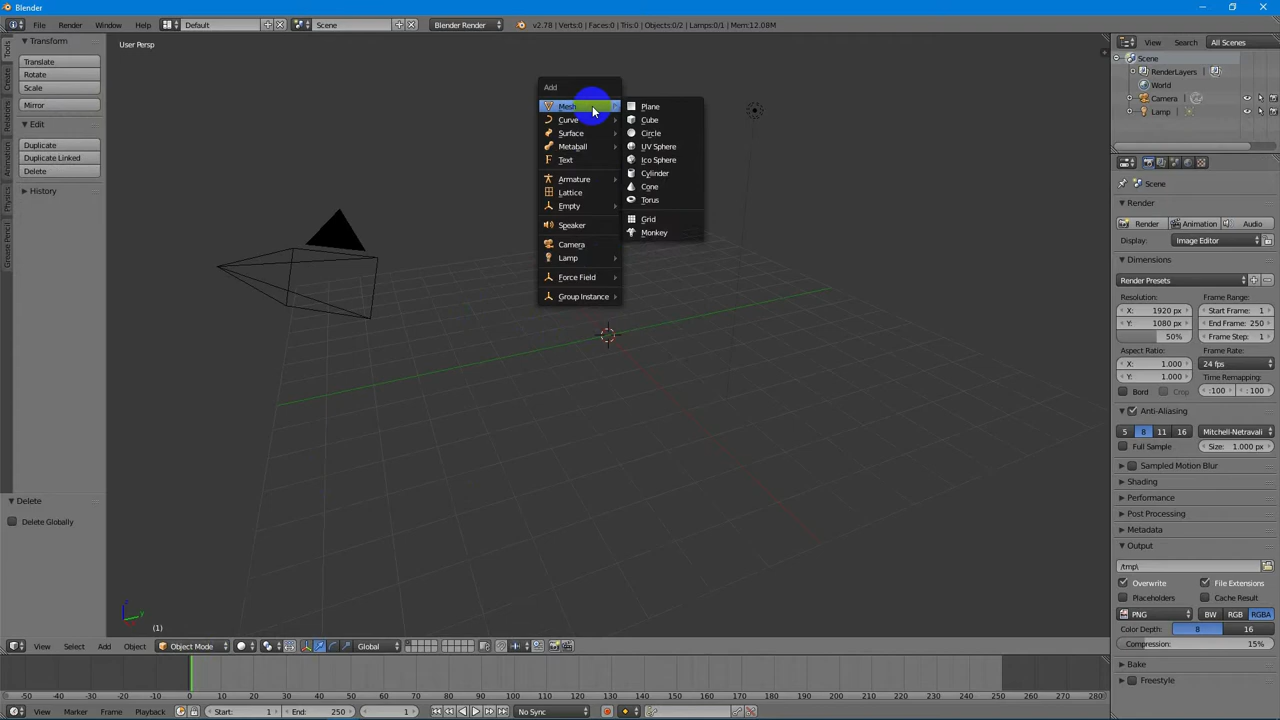 Blender
File Render Window Help Default Scene Blender Render v2.78 | Verts:0 | Faces:0 | Tris:0 | Objects:0/2 | Lamps:0/1 | Mem:12.08M
View Search All Scenes
Tools
Create
Relations
Animation
Physics
Grease Pencil
Transform
Translate
Rotate
Scale
Mirror
Edit
Duplicate
Duplicate Linked
Delete
History
Delete
Delete Globally
User Persp
Add
Mesh
Curve
Surface
Metaball
Text
Armature
Lattice
Empty
Speaker
Camera
Lamp
Force Field
Group Instance
Plane
Cube
Circle
UV Sphere
Ico Sphere
Cylinder
Cone
Torus
Grid
Monkey
(1)
Scene
RenderLayers
World
Camera
Lamp
Scene
Render
Render Animation Audio
Display: Image Editor
Dimensions
Render Presets
Resolution: Frame Range:
X: 1920 px Start Frame: 1
Y: 1080 px End Frame: 250
50% Frame Step: 1
Aspect Ratio: Frame Rate:
X: 1.000 24 fps
Y: 1.000 Time Remapping:
Bord Crop :100 : 100
Anti-Aliasing
5 8 11 16 Mitchell-Netravali
Full Sample Size: 1.000 px
Sampled Motion Blur
Shading
Performance
Post Processing
Metadata
Output
/tmp\
Overwrite File Extensions
Placeholders Cache Result
PNG BW RGB RGBA
Color Depth: 8 16
Compression: 15%
Bake
Freestyle
View Select Add Object Object Mode Global
-50 -40 -30 -20 -10 0 10 20 30 40 50 60 70 80 90 100 110 120 130 140 150 160 170 180 190 200 210 220 230 240 250 260 270 280
View Marker Frame Playback Start: 1 End: 250 1 No Sync